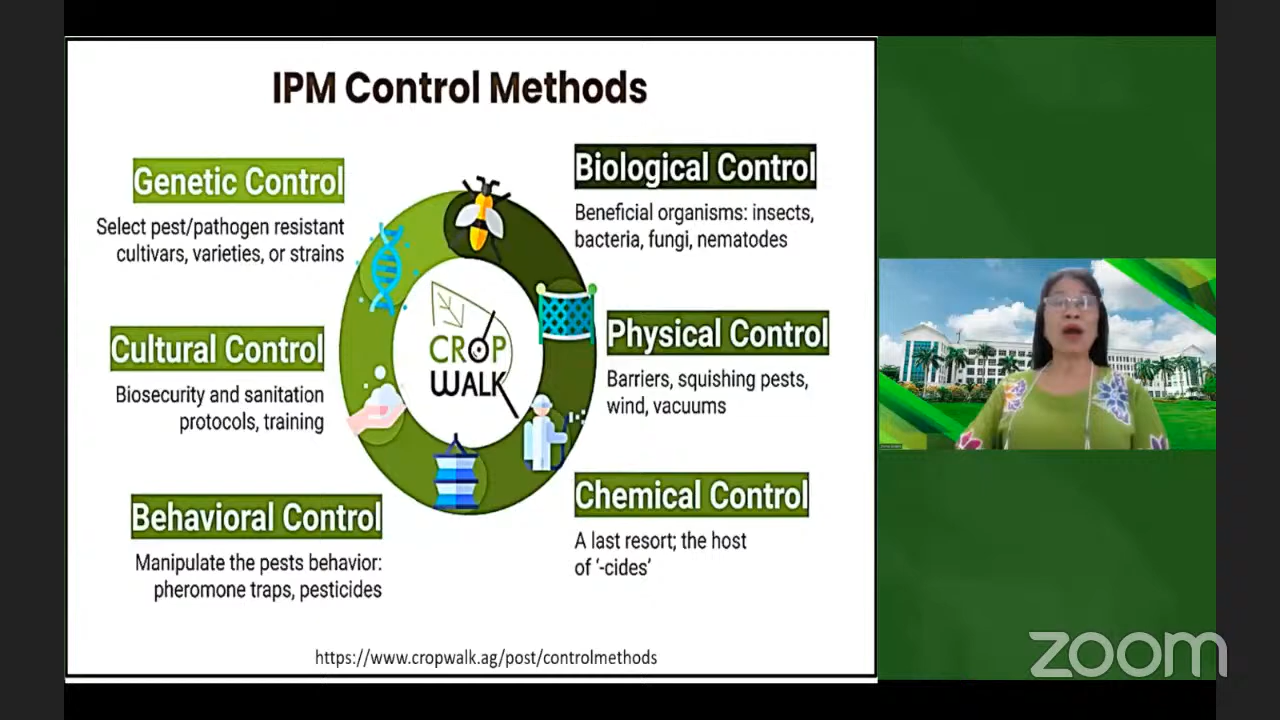 IPM Control Methods
Genetic Control
Select pest/pathogen resistant
cultivars, varieties, or strains
Cultural Control
Biosecurity and sanitation
protocols, training
Behavioral Control
Manipulate the pests behavior:
pheromone traps, pesticides
CROP
WALK
Biological Control
Beneficial organisms: insects,
bacteria, fungi, nematodes
Physical Control
Barriers, squishing pests,
wind, vacuums
Chemical Control
A last resort; the host
of '-cides'
https://www.cropwalk.ag/post/controlmethods
zoom